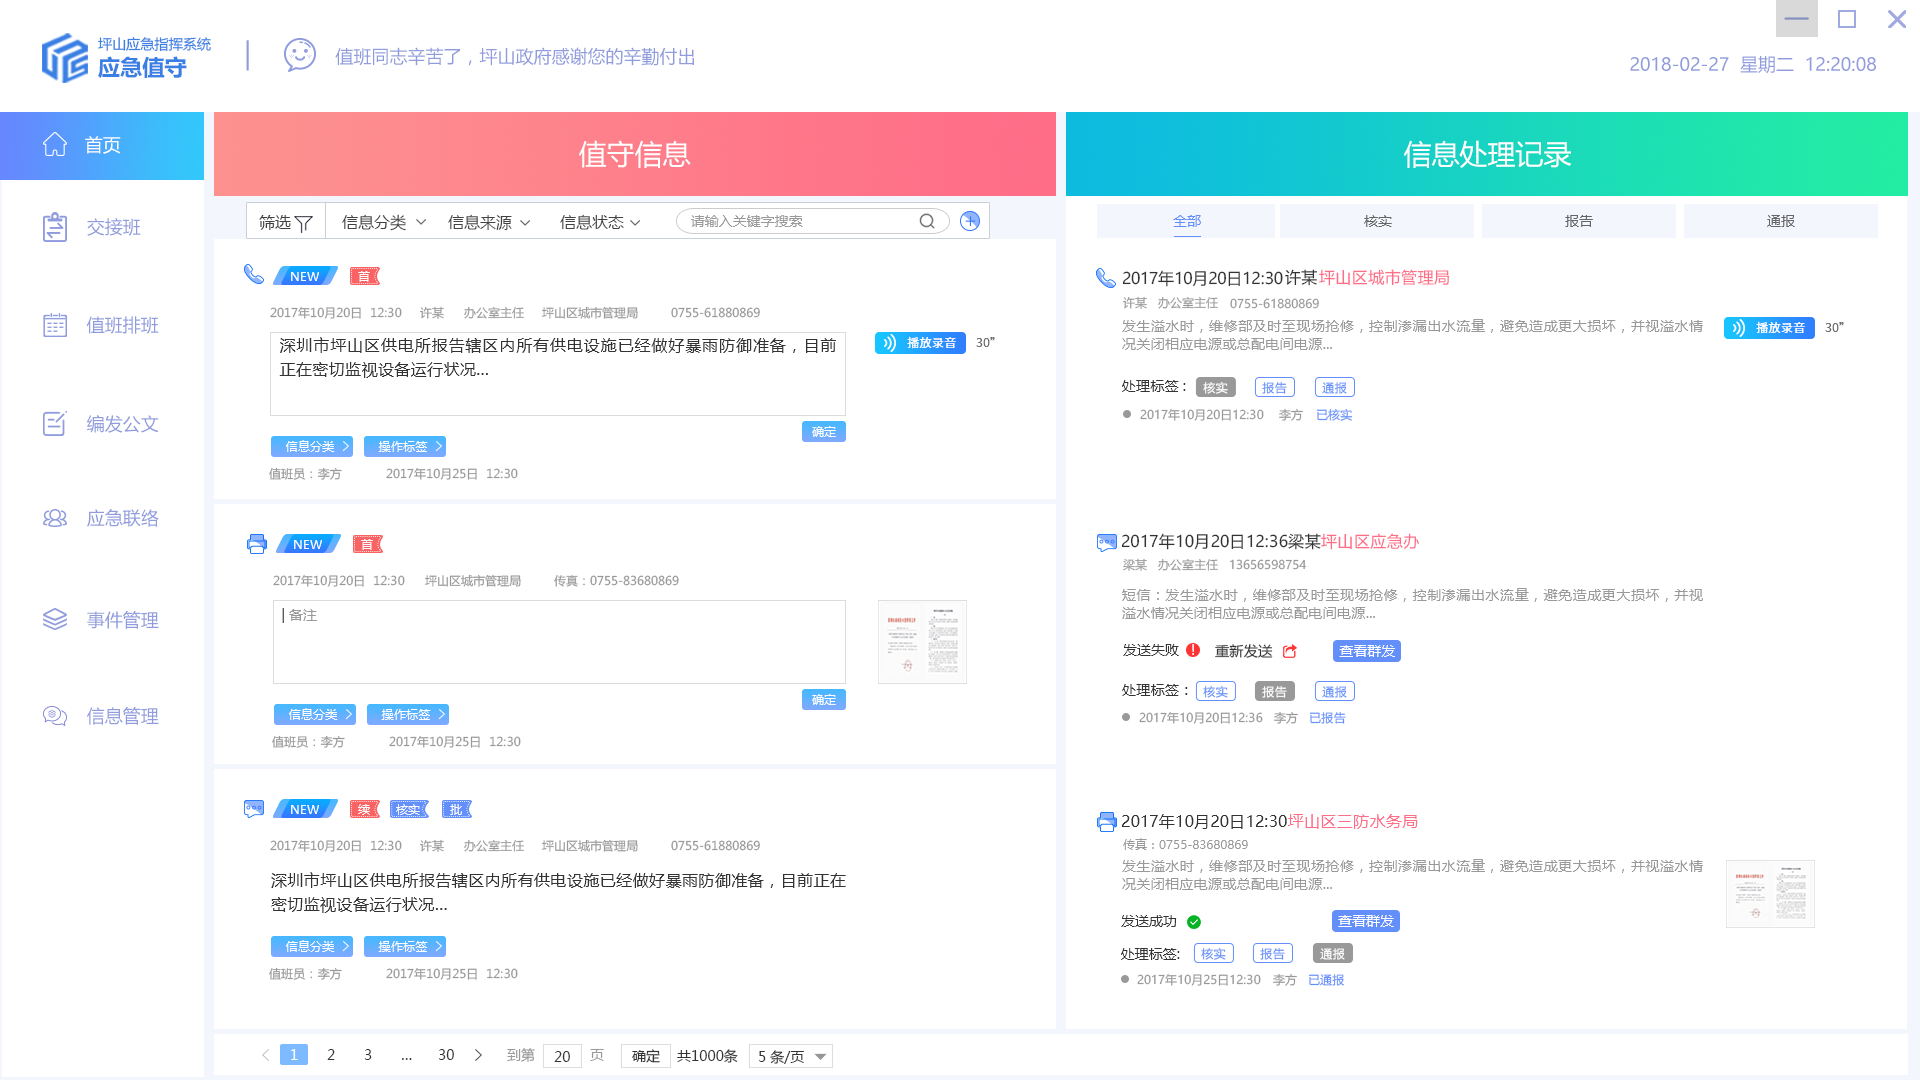 坪山应急指挥系统
应急值守
值班同志辛苦了，坪山政府感谢您的辛勤付出
2018-02-27 星期二 12:20:08
首页
交接班
值班排班
编发公文
应急联络
事件管理
信息管理
值守信息
筛选 信息分类 信息来源 信息状态 请输入关键字搜索
NEW 首
2017年10月20日 12:30 许某 办公室主任 坪山区城市管理局 0755-61880869
深圳市坪山区供电所报告辖区内所有供电设施已经做好暴雨防御准备，目前
正在密切监视设备运行状况...
播放录音 30”
确定
信息分类 操作标签
值班员：李方 2017年10月25日 12:30
NEW 首
2017年10月20日 12:30 坪山区城市管理局 传真：0755-83680869
备注
确定
信息分类 操作标签
值班员：李方 2017年10月25日 12:30
NEW 续 核实 批
2017年10月20日 12:30 许某 办公室主任 坪山区城市管理局 0755-61880869
深圳市坪山区供电所报告辖区内所有供电设施已经做好暴雨防御准备，目前正在
密切监视设备运行状况...
信息分类 操作标签
值班员：李方 2017年10月25日 12:30
1 2 3 ... 30 到第 20 页 确定 共1000条 5 条/页
信息处理记录
全部 核实 报告 通报
2017年10月20日12:30许某坪山区城市管理局
许某 办公室主任 0755-61880869
发生溢水时，维修部及时至现场抢修，控制渗漏出水流量，避免造成更大损坏，并视溢水情
况关闭相应电源或总配电间电源...
播放录音 30”
处理标签： 核实 报告 通报
2017年10月20日12:30 李方 已核实
2017年10月20日12:36梁某坪山区应急办
梁某 办公室主任 13656598754
短信：发生溢水时，维修部及时至现场抢修，控制渗漏出水流量，避免造成更大损坏，并视
溢水情况关闭相应电源或总配电间电源...
发送失败 重新发送 查看群发
处理标签： 核实 报告 通报
2017年10月20日12:36 李方 已报告
2017年10月20日12:30坪山区三防水务局
传真：0755-83680869
发生溢水时，维修部及时至现场抢修，控制渗漏出水流量，避免造成更大损坏，并视溢水情
况关闭相应电源或总配电间电源...
发送成功 查看群发
处理标签: 核实 报告 通报
2017年10月25日12:30 李方 已通报